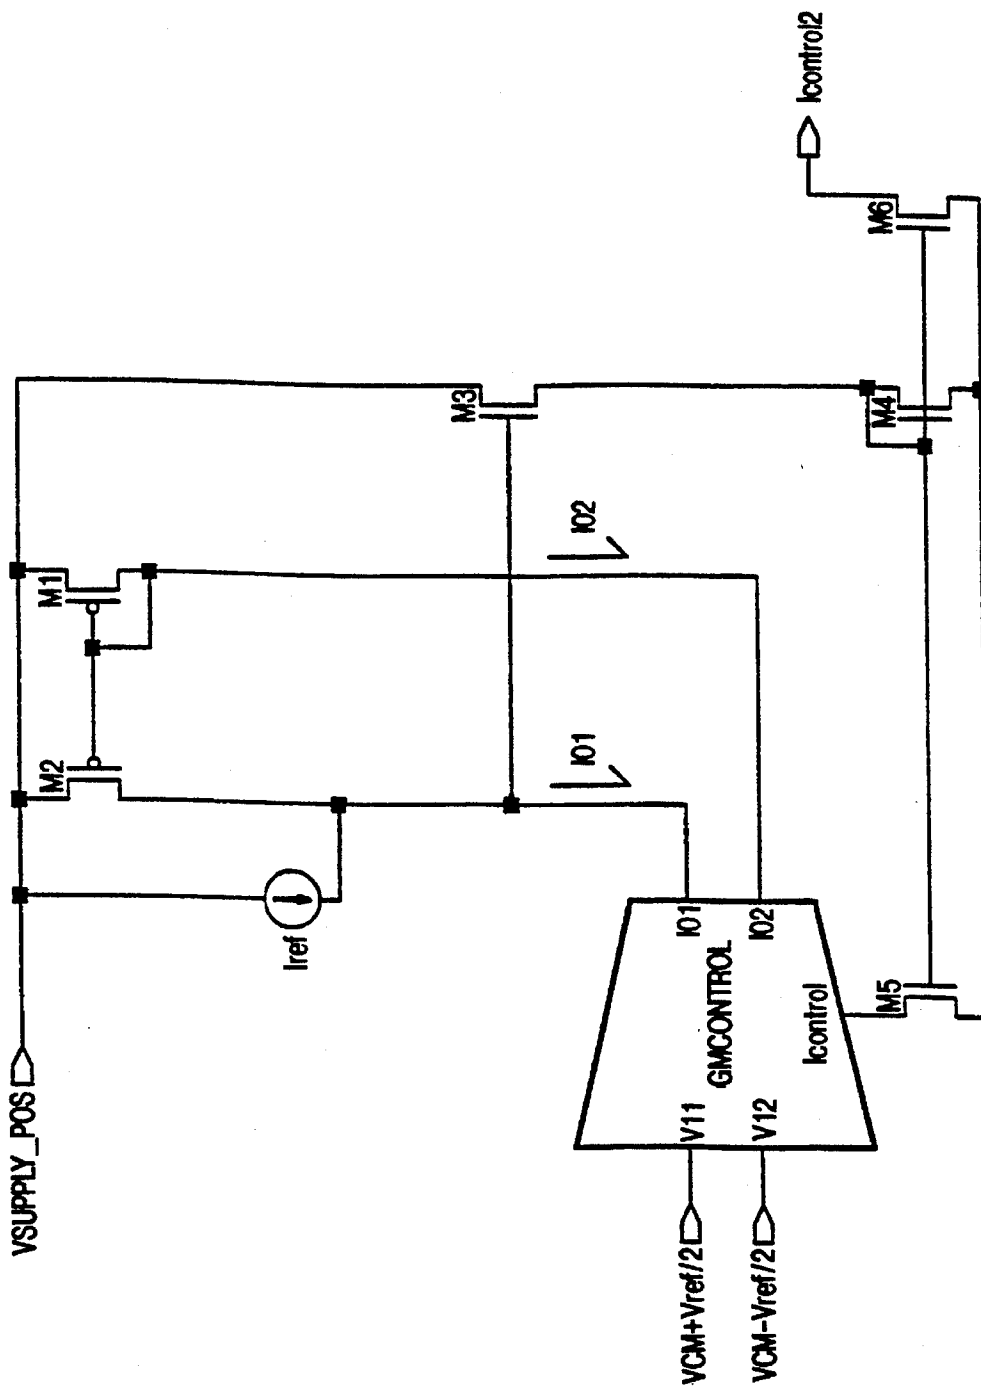 VSUPPLY_POS
Iref
M2
M1
M3
IO1
IO2
VCM+Vref/2
VCM-Vref/2
V11
V12
GMCONTROL
IO1
IO2
Icontrol
M5
M4
M6
Icontrol2